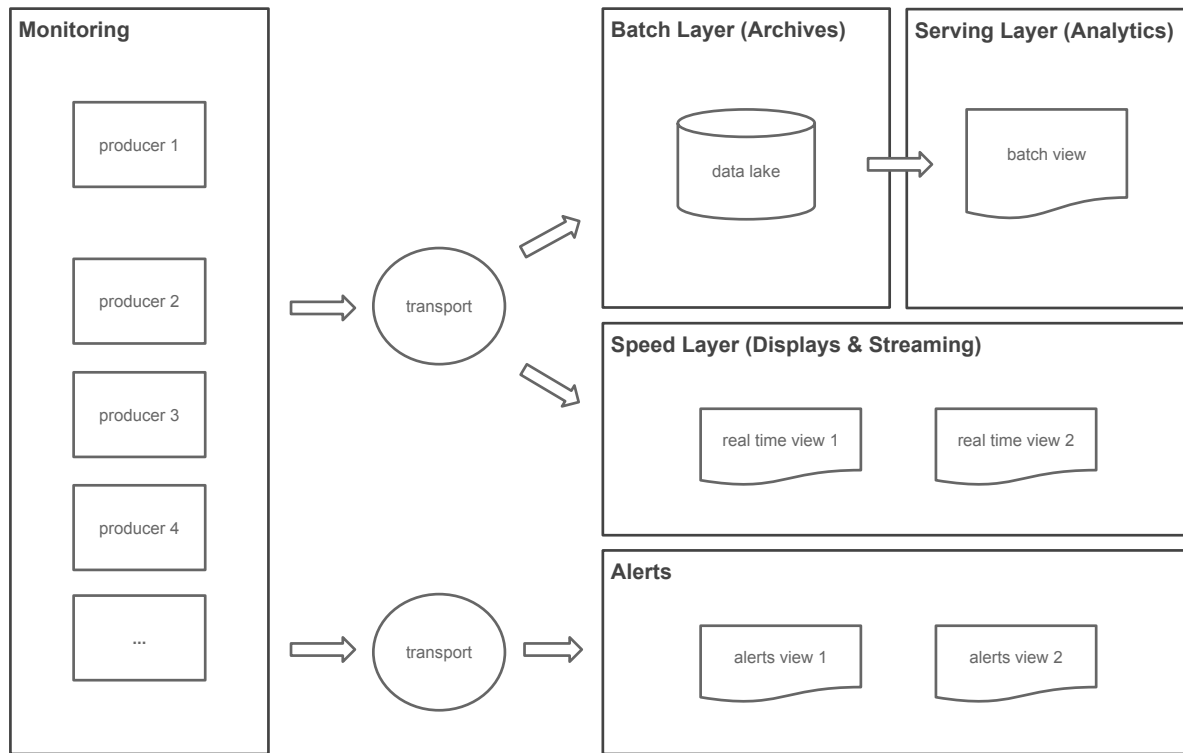 Monitoring
producer 1
producer 2
producer 3
producer 4
...
transport
transport
Batch Layer (Archives)
data lake
Serving Layer (Analytics)
batch view
Speed Layer (Displays & Streaming)
real time view 1
real time view 2
Alerts
alerts view 1
alerts view 2